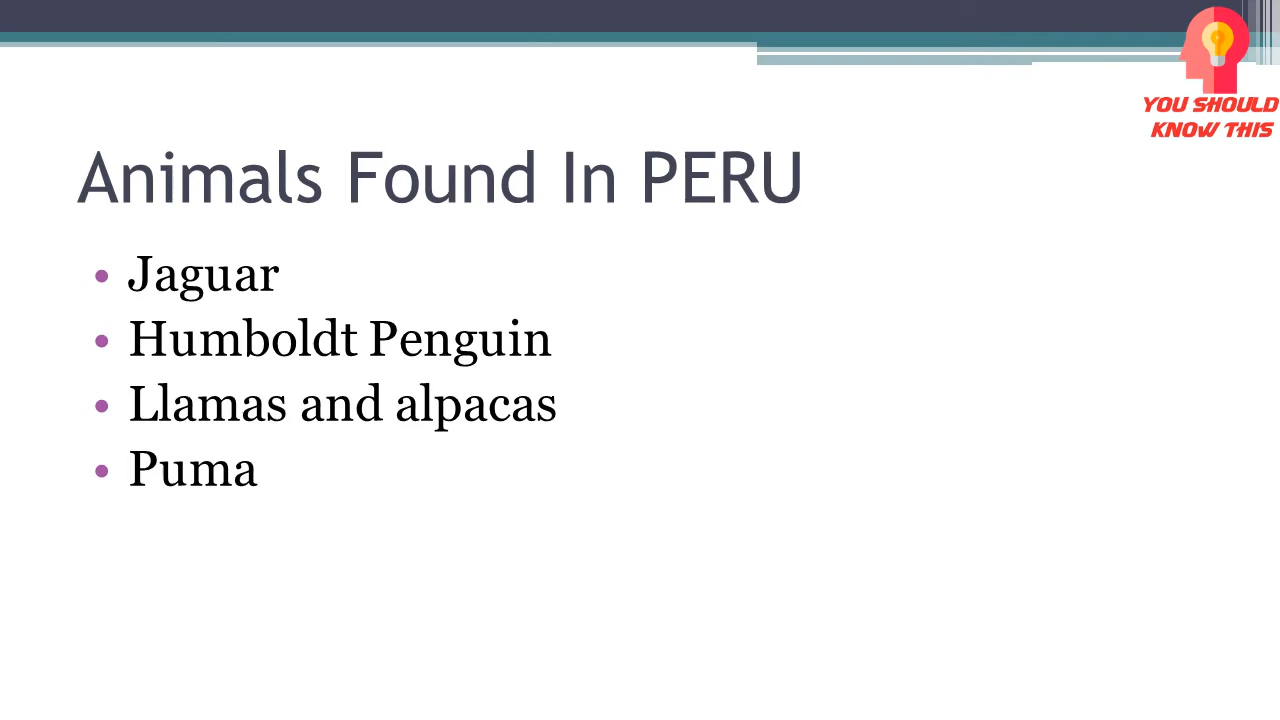 YOU SHOULD
KNOW THIS
Animals Found In PERU
• Jaguar
• Humboldt Penguin
• Llamas and alpacas
• Puma